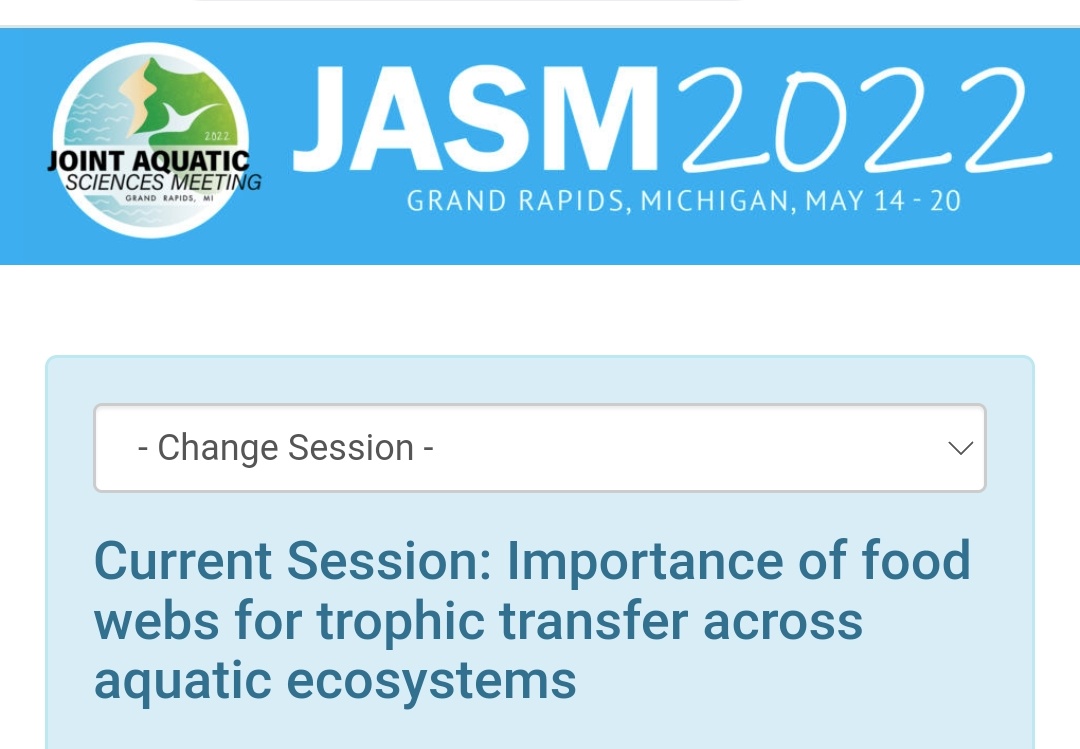 2022
JOINT AQUATIC
SCIENCES MEETING
GRAND RAPIDS, MI
JASM2022
GRAND RAPIDS, MICHIGAN, MAY 14 - 20
- Change Session -
Current Session: Importance of food
webs for trophic transfer across
aquatic ecosystems